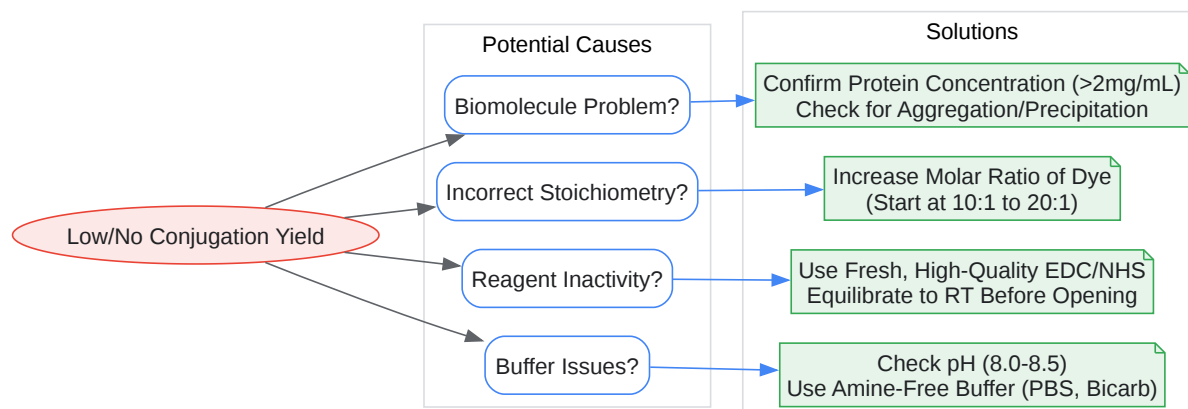 Potential Causes
Solutions
Low/No Conjugation Yield
Biomolecule Problem?
Confirm Protein Concentration (>2mg/mL)
Check for Aggregation/Precipitation
Incorrect Stoichiometry?
Increase Molar Ratio of Dye
(Start at 10:1 to 20:1)
Reagent Inactivity?
Use Fresh, High-Quality EDC/NHS
Equilibrate to RT Before Opening
Buffer Issues?
Check pH (8.0-8.5)
Use Amine-Free Buffer (PBS, Bicarb)